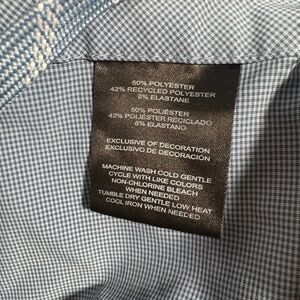 50% POLYESTER
42% RECYCLED POLYESTER
8% ELASTANE
50% POLIÉSTER
42% POLIÉSTER RECICLADO
8% ELASTANO
EXCLUSIVE OF DECORATION
EXCLUSIVO DE DECORACIÓN
MACHINE WASH COLD GENTLE
CYCLE WITH LIKE COLORS
NON-CHLORINE BLEACH
WHEN NEEDED
TUMBLE DRY GENTLE LOW HEAT
COOL IRON WHEN NEEDED